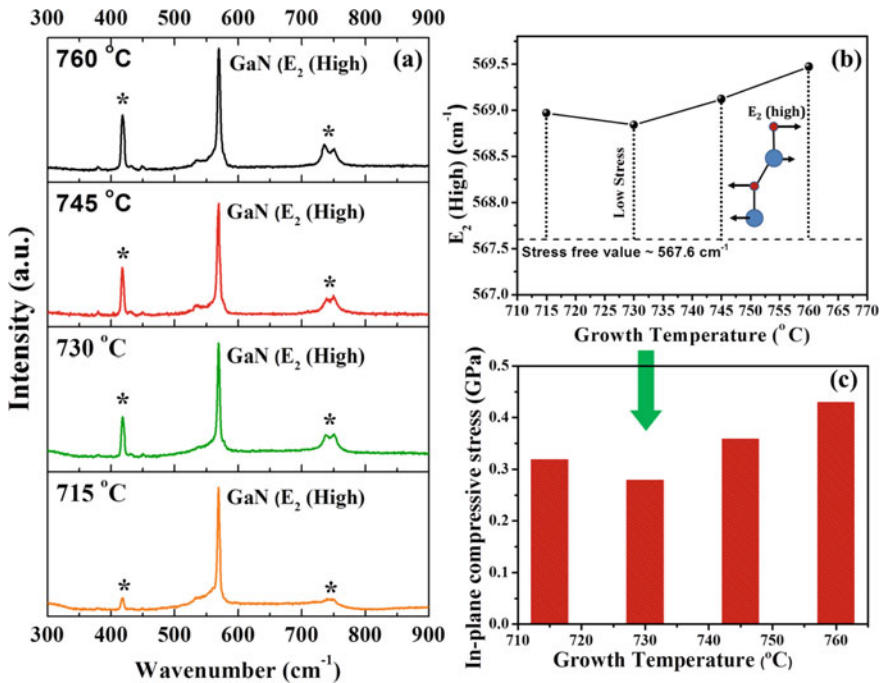 300 400 500 600 700 800 900
760 °C
GaN (E₂ (High)
(a)
*
*
745 °C
GaN (E₂ (High)
*
*
730 °C
GaN (E₂ (High)
*
*
715 °C
GaN (E₂ (High)
*
*
Intensity (a.u.)
300 400 500 600 700 800 900
Wavenumber (cm⁻¹)
(b)
E₂ (High) (cm⁻¹)
569.5
569.0
568.5
568.0
567.5
567.0
E₂ (high)
Low Stress
Stress free value ~ 567.6 cm⁻¹
710 715 720 725 730 735 740 745 750 755 760 765 770
Growth Temperature (°C)
(c)
In-plane compressive stress (GPa)
0.5
0.4
0.3
0.2
0.1
0.0
710 720 730 740 750 760
Growth Temperature (°C)